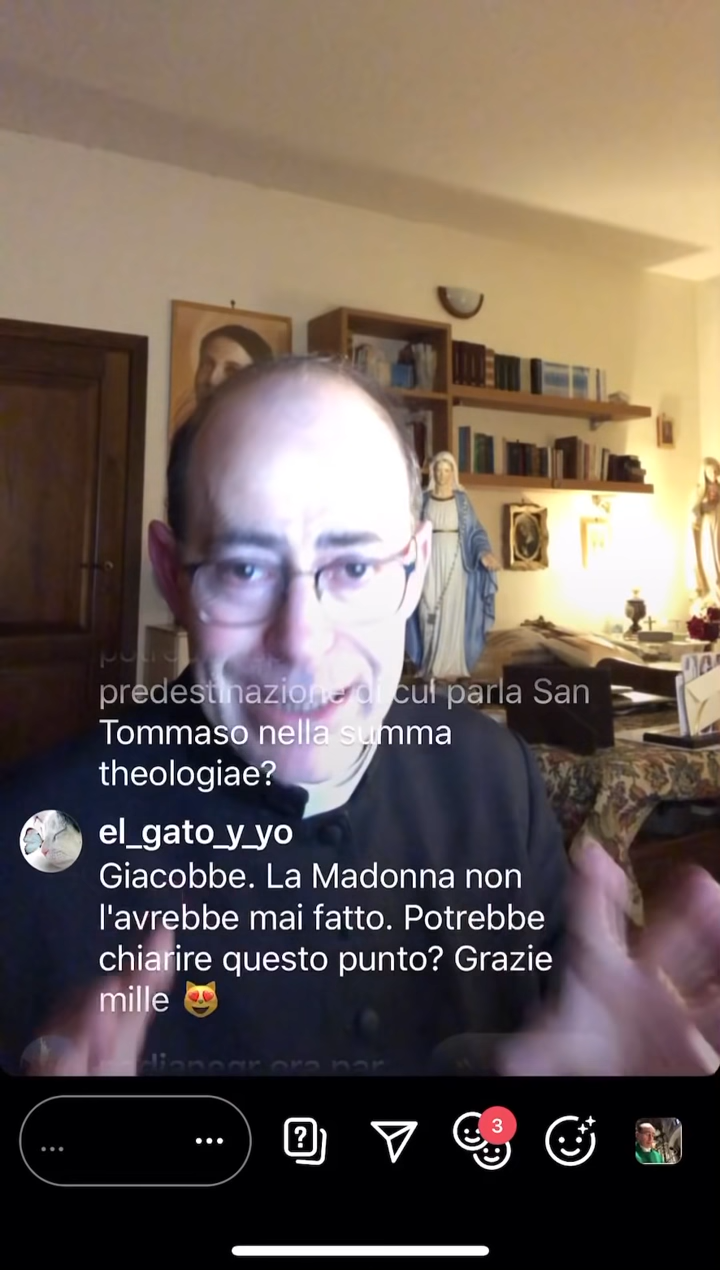 predestinazione di cui parla San
Tommaso nella summa
theologiae?
el_gato_y_yo
Giacobbe. La Madonna non
l'avrebbe mai fatto. Potrebbe
chiarire questo punto? Grazie
mille 😻
...
...
?
3